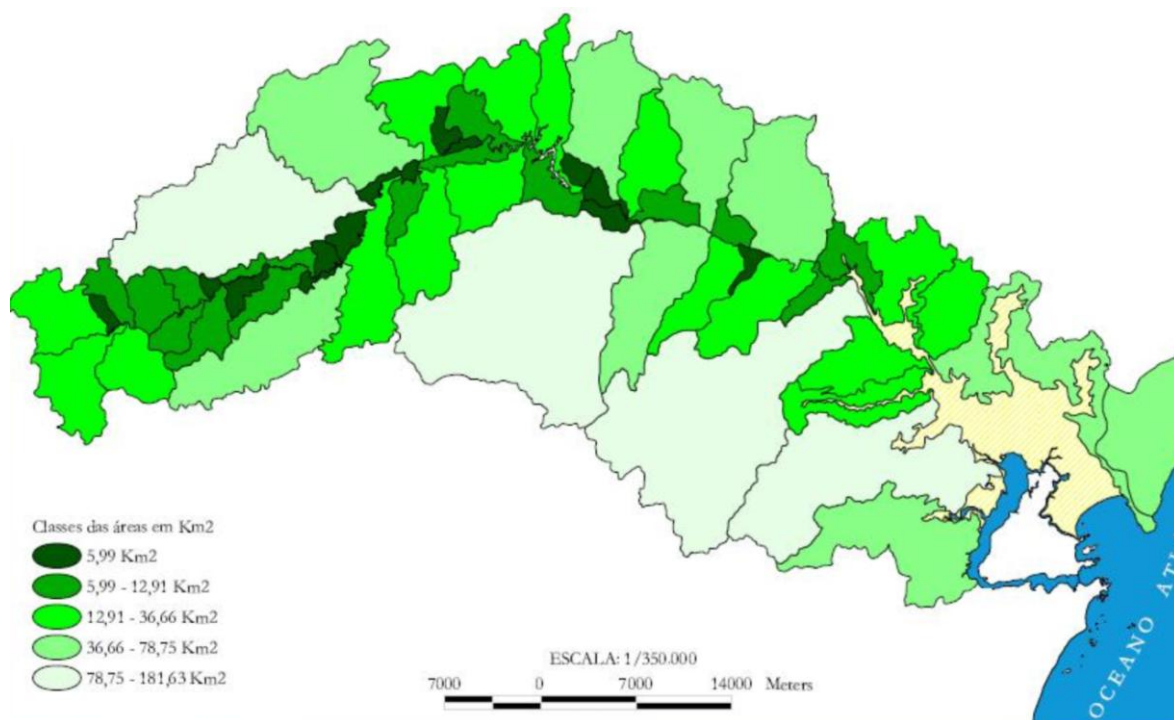 Classes das áreas em Km2
5,99 Km2
5,99 - 12,91 Km2
12,91 - 36,66 Km2
36,66 - 78,75 Km2
78,75 - 181,63 Km2
ESCALA: 1/350.000
7000 0 7000 14000 Meters
OCEANO